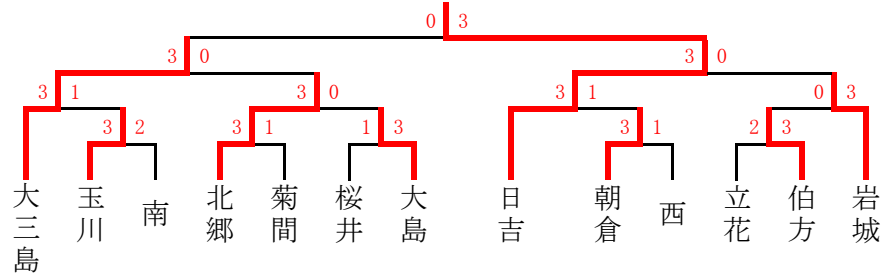 0 3
3 0 3 0
3 1 3 0 3 1 0 3
3 2 3 1 1 3 3 1 2 3
大三島
玉川
南
北郷
菊間
桜井
大島
日吉
朝倉
西
立花
伯方
岩城